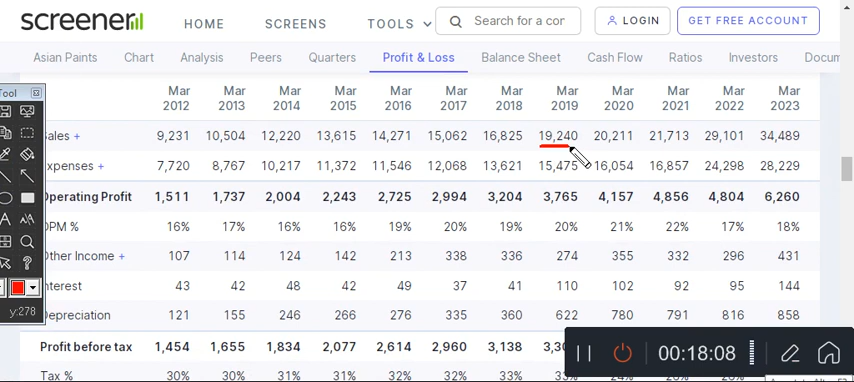 screener HOME SCREENS TOOLS Search for a con LOGIN GET FREE ACCOUNT
Asian Paints Chart Analysis Peers Quarters Profit & Loss Balance Sheet Cash Flow Ratios Investors Docum
Tool
Mar 2012 Mar 2013 Mar 2014 Mar 2015 Mar 2016 Mar 2017 Mar 2018 Mar 2019 Mar 2020 Mar 2021 Mar 2022 Mar 2023
ales + 9,231 10,504 12,220 13,615 14,271 15,062 16,825 19,240 20,211 21,713 29,101 34,489
xpenses + 7,720 8,767 10,217 11,372 11,546 12,068 13,621 15,475 16,054 16,857 24,298 28,229
Operating Profit 1,511 1,737 2,004 2,243 2,725 2,994 3,204 3,765 4,157 4,856 4,804 6,260
OPM % 16% 17% 16% 16% 19% 20% 19% 20% 21% 22% 17% 18%
Other Income + 107 114 124 142 213 338 336 274 355 332 296 431
nterest 43 42 48 42 49 37 41 110 102 92 95 144
Depreciation 121 155 246 266 276 335 360 622 780 791 816 858
y:278
Profit before tax 1,454 1,655 1,834 2,077 2,614 2,960 3,138
00:18:08
Tax % 30% 30% 31% 31% 32% 33% 33%